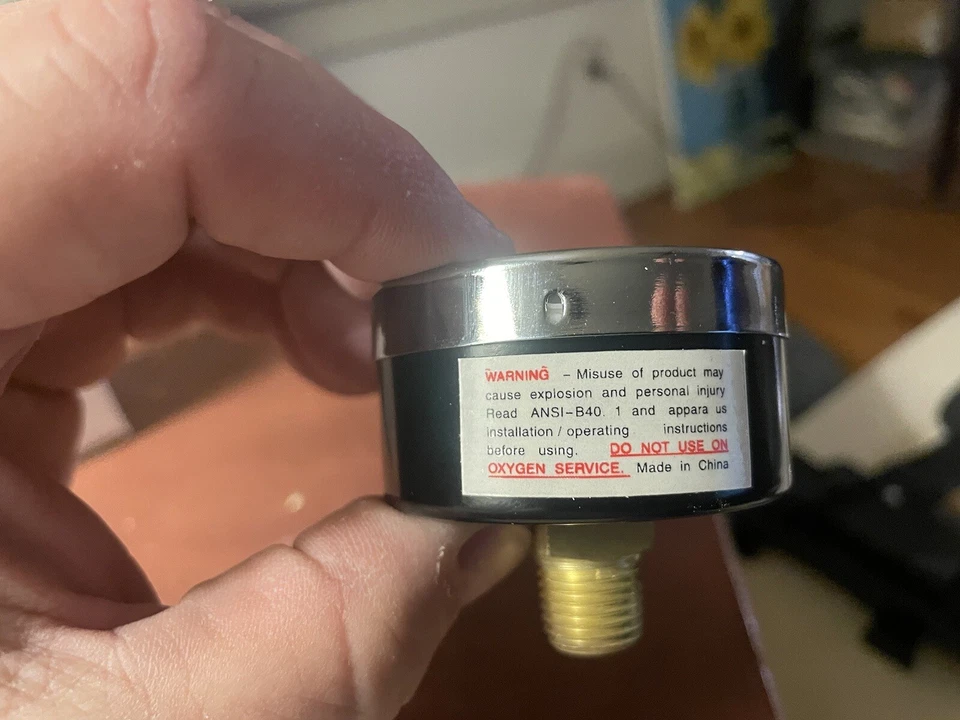 WARNING – Misuse of product may
cause explosion and personal injury
Read ANSI–B40. 1 and appara us
installation / operating instructions
before using. DO NOT USE ON
OXYGEN SERVICE. Made in China